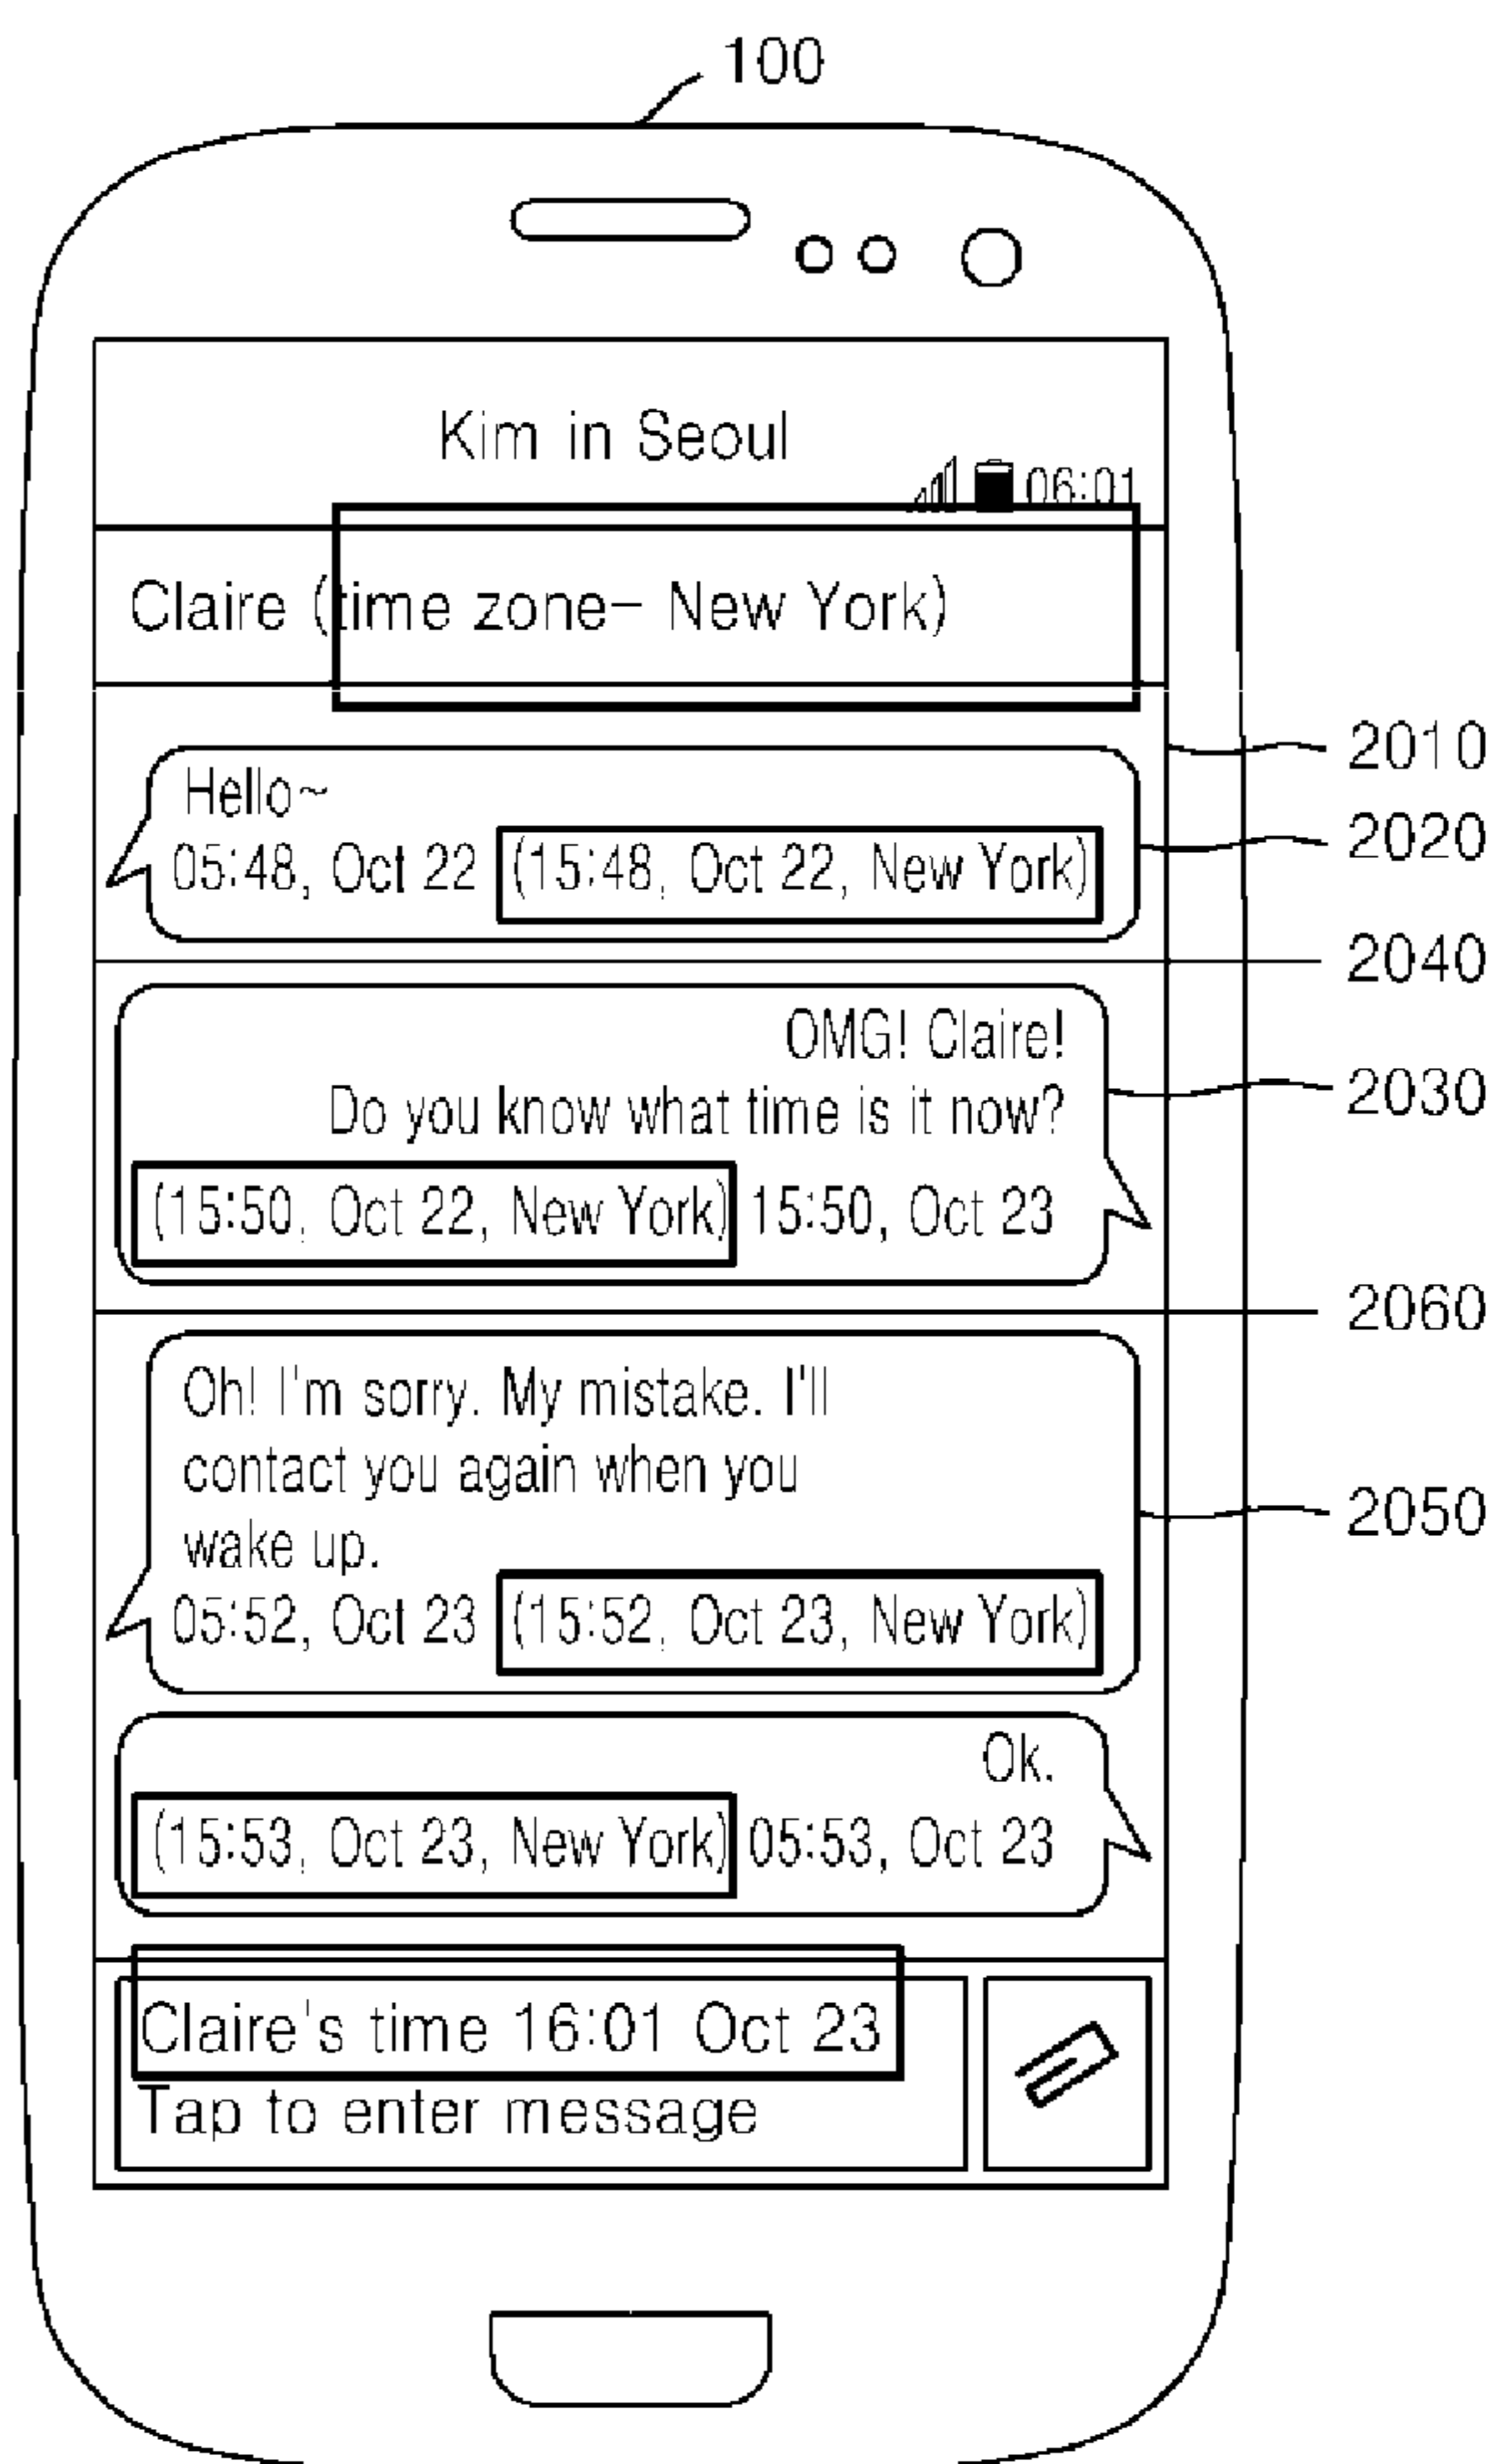 100
Kim in Seoul
06:01
Claire (time zone- New York)
2010
Hello~
05:48, Oct 22 (15:48, Oct 22, New York)
2020
2040
OMG! Claire!
Do you know what time is it now?
2030
(15:50, Oct 22, New York) 15:50, Oct 23
2060
Oh! I'm sorry. My mistake. I'll
contact you again when you
wake up.
2050
05:52, Oct 23 (15:52, Oct 23, New York)
Ok.
(15:53, Oct 23, New York) 05:53, Oct 23
Claire's time 16:01 Oct 23
Tap to enter message